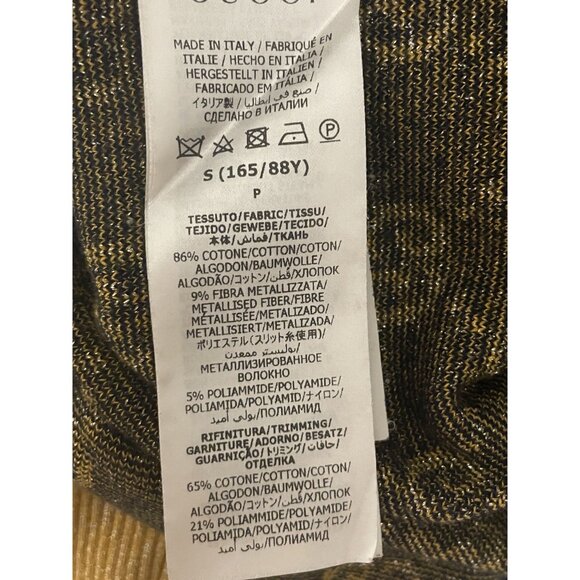 GUCCI
MADE IN ITALY / FABRIQUÉ EN
ITALIE / HECHO EN ITALIA /
HERGESTELLT IN ITALIEN /
FABRICADO EM ITÁLIA /
イタリア製 / صنع في إيطاليا /
СДЕЛАНО В ИТАЛИИ
P
S (165/88Y)
P
TESSUTO/FABRIC/TISSU/
TEJIDO/GEWEBE/TECIDO/
本体/قماش/ТКАНЬ
86% COTONE/COTTON/COTON/
ALGODON/BAUMWOLLE/
ALGODÃO/コットン/قطن/ХЛОПОК
9% FIBRA METALLIZZATA/
METALLISED FIBER/FIBRE
MÉTALLISÉE/METALIZADO/
METALLISIERT/METALIZADA/
ポリエステル(スリット糸使用)/
بوليستر ممعدن/
МЕТАЛЛИЗИРОВАННОЕ
ВОЛОКНО
5% POLIAMMIDE/POLYAMIDE/
POLIAMIDA/POLYAMID/ナイロン/
بولي أميد/ПОЛИАМИД
RIFINITURA/TRIMMING/
GARNITURE/ADORNO/BESATZ/
GUARNIÇÃO/トリミング/حافات/
ОТДЕЛКА
65% COTONE/COTTON/COTON/
ALGODON/BAUMWOLLE/
ALGODÃO/コットン/قطن/ХЛОПОК
21% POLIAMMIDE/POLYAMIDE/
POLIAMIDA/POLYAMID/ナイロン/
بولي أميد/ПОЛИАМИД